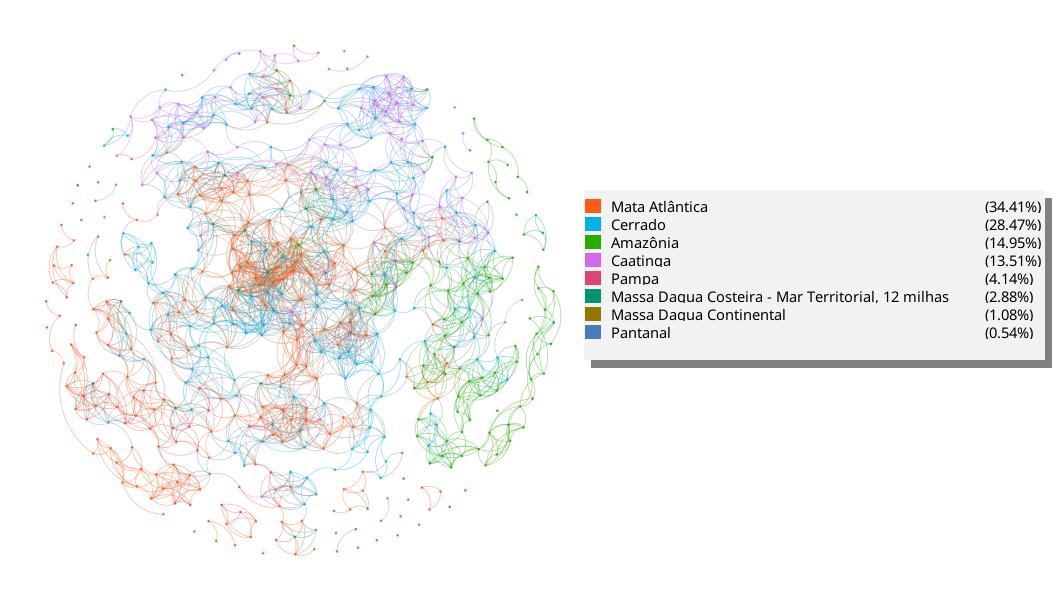 Mata Atlântica (34.41%)
Cerrado (28.47%)
Amazônia (14.95%)
Caatinga (13.51%)
Pampa (4.14%)
Massa Dagua Costeira - Mar Territorial, 12 milhas (2.88%)
Massa Dagua Continental (1.08%)
Pantanal (0.54%)